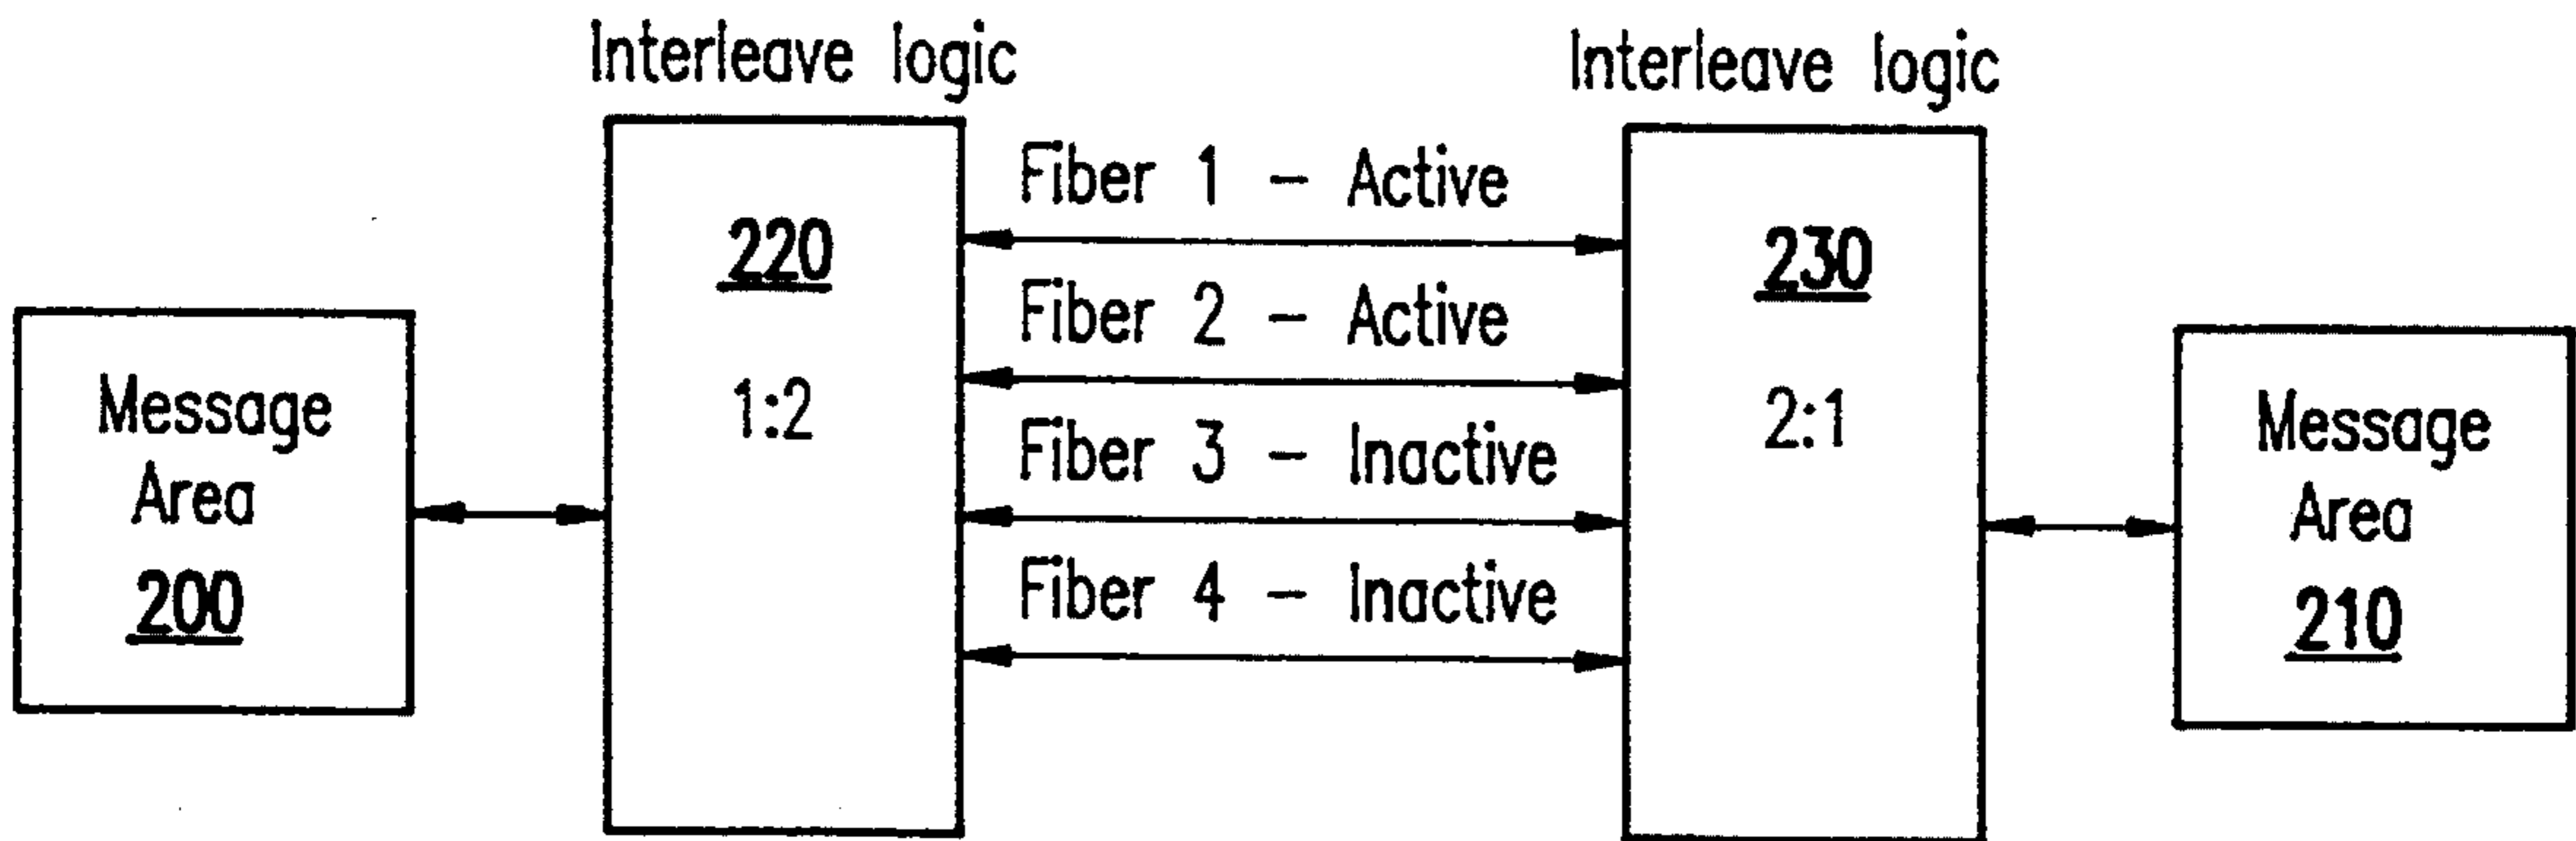 Interleave logic
Interleave logic
220
1:2
Fiber 1 - Active
Fiber 2 - Active
Fiber 3 - Inactive
Fiber 4 - Inactive
230
2:1
Message
Area
200
Message
Area
210